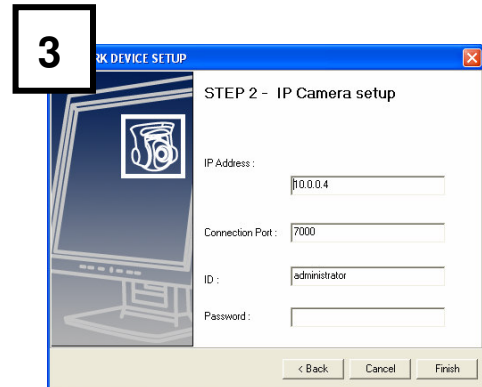 3
RK DEVICE SETUP
STEP 2 - IP Camera setup
IP Address :
10.0.0.4
Connection Port : 7000
ID : administrator
Password :
< Back Cancel Finish